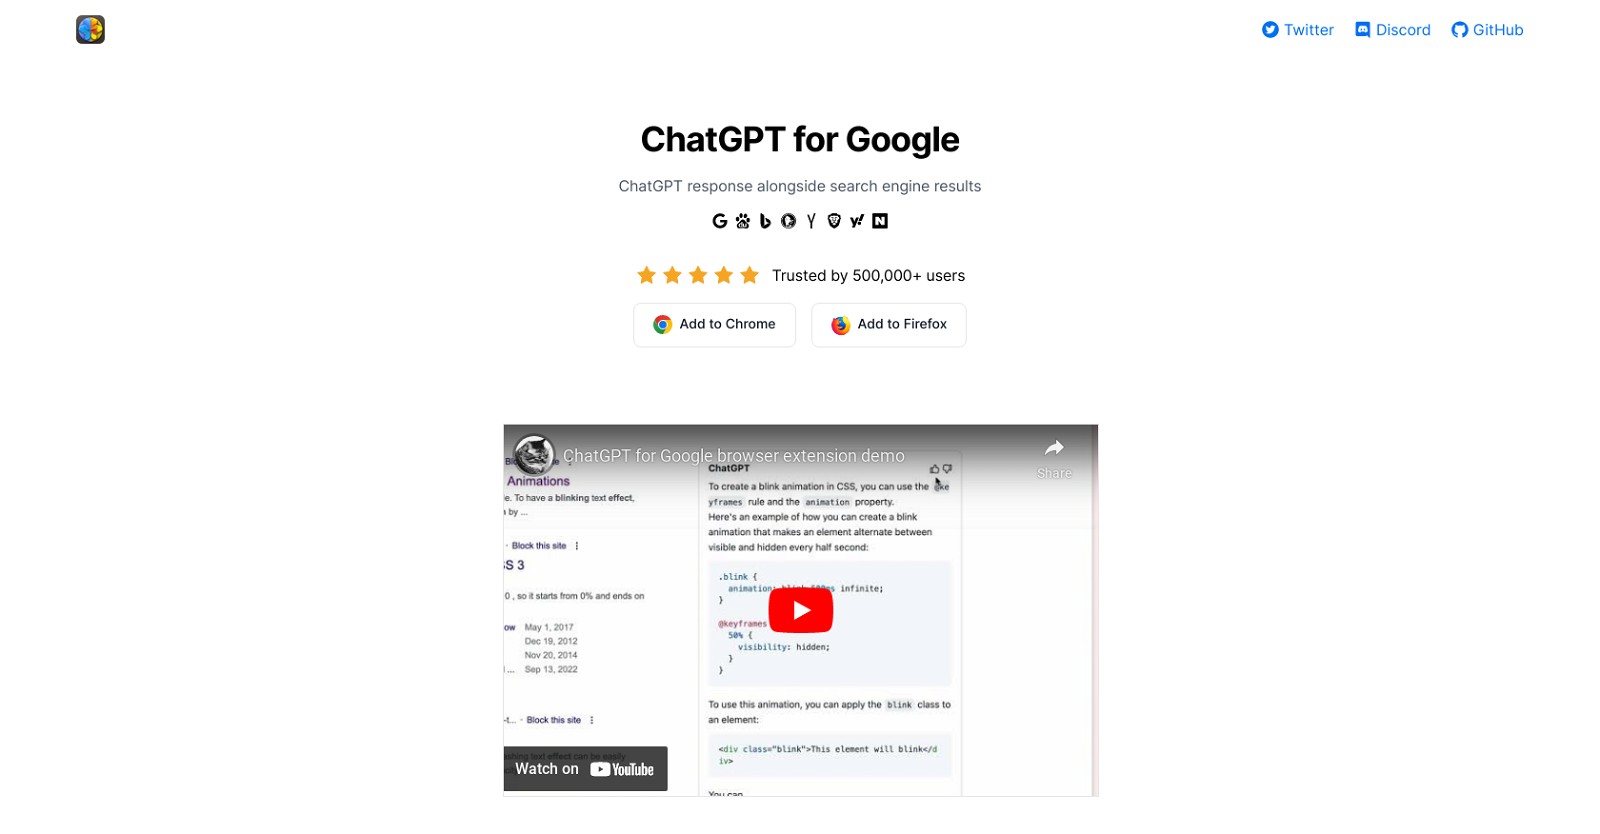 Twitter Discord GitHub
ChatGPT for Google
ChatGPT response alongside search engine results
Trusted by 500,000+ users
Add to Chrome Add to Firefox
ChatGPT for Google browser extension demo
Share
Animations
le. To have a blinking text effect,
by ...
· Block this site
SS 3
0 , so it starts from 0% and ends on
May 1, 2017
Dec 19, 2012
Nov 20, 2014
Sep 13, 2022
· Block this site
Watch on YouTube
ChatGPT
To create a blink animation in CSS, you can use the @ke
yframes rule and the animation property.
Here's an example of how you can create a blink
animation that makes an element alternate between
visible and hidden every half second:
.blink {
animation: blink 500ms infinite;
}
@keyframes
50% {
visibility: hidden;
}
}
To use this animation, you can apply the blink class to
an element:
<div class="blink">This element will blink</d
iv>
You can